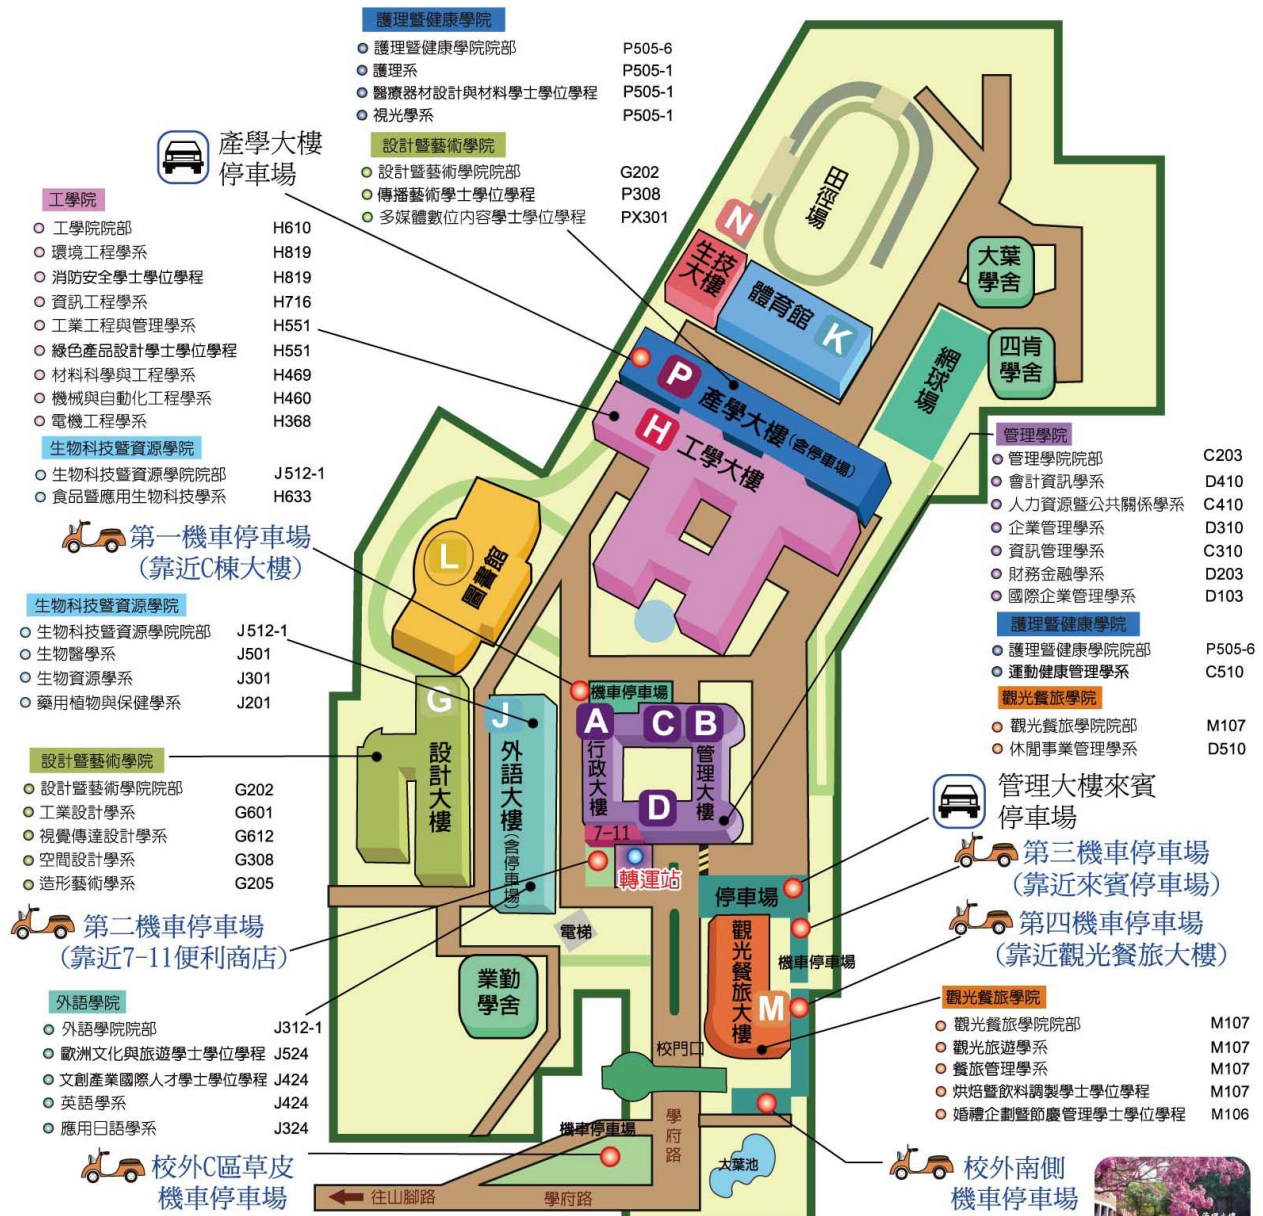 護理暨健康學院
護理暨健康學院院部 P505-6
護理系 P505-1
醫療器材設計與材料學士學位學程 P505-1
視光學系 P505-1
設計暨藝術學院
設計暨藝術學院院部 G202
傳播藝術學士學位學程 P308
多媒體數位內容學士學位學程 PX301
產學大樓
停車場
工學院
工學院院部 H610
環境工程學系 H819
消防安全學士學位學程 H819
資訊工程學系 H716
工業工程與管理學系 H551
綠色產品設計學士學位學程 H551
材料科學與工程學系 H469
機械與自動化工程學系 H460
電機工程學系 H368
生物科技暨資源學院
生物科技暨資源學院院部 J512-1
食品暨應用生物科技學系 H633
第一機車停車場
(靠近C棟大樓)
生物科技暨資源學院
生物科技暨資源學院院部 J512-1
生物醫學系 J501
生物資源學系 J301
藥用植物與保健學系 J201
設計暨藝術學院
設計暨藝術學院院部 G202
工業設計學系 G601
視覺傳達設計學系 G612
空間設計學系 G308
造形藝術學系 G205
第二機車停車場
(靠近7-11便利商店)
外語學院
外語學院院部 J312-1
歐洲文化與旅遊學士學位學程 J524
文創產業國際人才學士學位學程 J424
英語學系 J424
應用日語學系 J324
校外C區草皮
機車停車場
田徑場
N
生技大樓
體育館
K
大葉學舍
四肯學舍
網球場
P
產學大樓(含停車場)
H
工學大樓
L
圖書館
G
設計大樓
J
外語大樓(含停車場)
機車停車場
A
行政大樓
C
B
管理大樓
D
7-11
轉運站
電梯
業勤學舍
停車場
觀光餐旅大樓
M
機車停車場
校門口
機車停車場
學府路
學府路
往山腳路
大葉池
管理學院
管理學院院部 C203
會計資訊學系 D410
人力資源暨公共關係學系 C410
企業管理學系 D310
資訊管理學系 C310
財務金融學系 D203
國際企業管理學系 D103
護理暨健康學院
護理暨健康學院院部 P505-6
運動健康管理學系 C510
觀光餐旅學院
觀光餐旅學院院部 M107
休閒事業管理學系 D510
管理大樓來賓
停車場
第三機車停車場
(靠近來賓停車場)
第四機車停車場
(靠近觀光餐旅大樓)
觀光餐旅學院
觀光餐旅學院院部 M107
觀光旅遊學系 M107
餐旅管理學系 M107
烘焙暨飲料調製學士學位學程 M107
婚禮企劃暨節慶管理學士學位學程 M106
校外南側
機車停車場